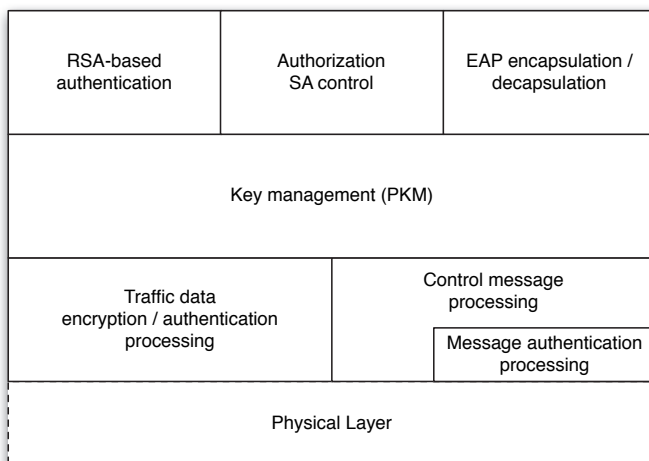 RSA-based
authentication
Authorization
SA control
EAP encapsulation /
decapsulation
Key management (PKM)
Traffic data
encryption / authentication
processing
Control message
processing
Message authentication
processing
Physical Layer